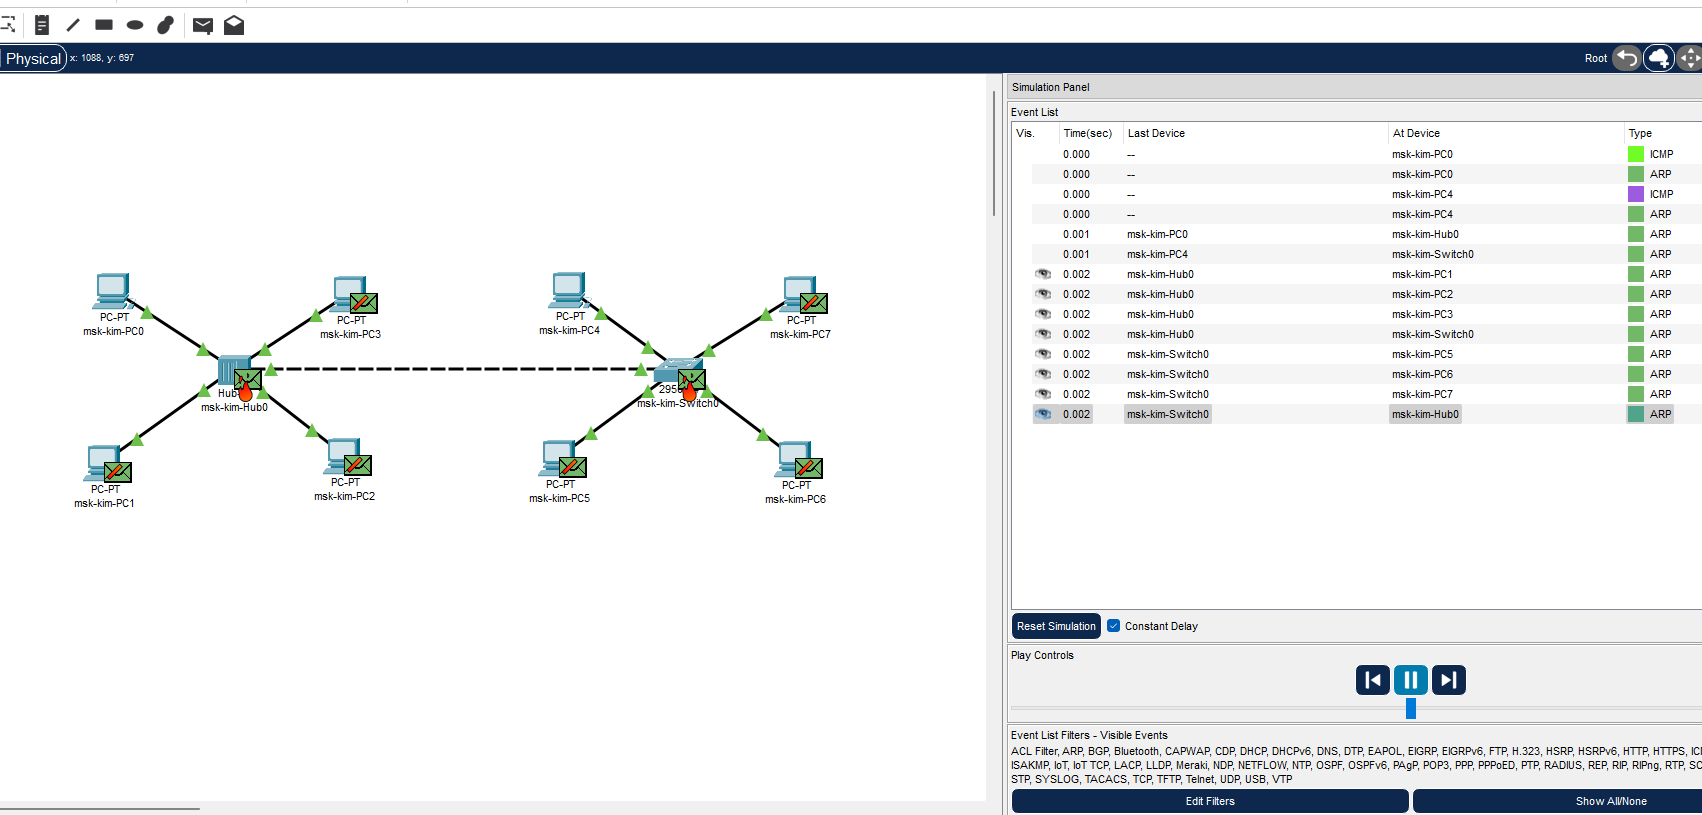 Physical x: 1088, y: 697
Root
Simulation Panel
Event List
Vis. Time(sec) Last Device At Device Type
0.000 -- msk-kim-PC0 ICMP
0.000 -- msk-kim-PC0 ARP
0.000 -- msk-kim-PC4 ICMP
0.000 -- msk-kim-PC4 ARP
0.001 msk-kim-PC0 msk-kim-Hub0 ARP
0.001 msk-kim-PC4 msk-kim-Switch0 ARP
0.002 msk-kim-Hub0 msk-kim-PC1 ARP
0.002 msk-kim-Hub0 msk-kim-PC2 ARP
0.002 msk-kim-Hub0 msk-kim-PC3 ARP
0.002 msk-kim-Hub0 msk-kim-Switch0 ARP
0.002 msk-kim-Switch0 msk-kim-PC5 ARP
0.002 msk-kim-Switch0 msk-kim-PC6 ARP
0.002 msk-kim-Switch0 msk-kim-PC7 ARP
0.002 msk-kim-Switch0 msk-kim-Hub0 ARP
PC-PT
msk-kim-PC0
PC-PT
msk-kim-PC3
PC-PT
msk-kim-PC4
PC-PT
msk-kim-PC7
Hub
msk-kim-Hub0
295
msk-kim-Switch0
PC-PT
msk-kim-PC1
PC-PT
msk-kim-PC2
PC-PT
msk-kim-PC5
PC-PT
msk-kim-PC6
Reset Simulation Constant Delay
Play Controls
Event List Filters - Visible Events
ACL Filter, ARP, BGP, Bluetooth, CAPWAP, CDP, DHCP, DHCPv6, DNS, DTP, EAPOL, EIGRP, EIGRPv6, FTP, H.323, HSRP, HSRPv6, HTTP, HTTPS,
ISAKMP, IoT, IoT TCP, LACP, LLDP, Meraki, NDP, NETFLOW, NTP, OSPF, OSPFv6, PAgP, POP3, PPP, PPPoED, PTP, RADIUS, REP, RIP, RIPng, RTP,
STP, SYSLOG, TACACS, TCP, TFTP, Telnet, UDP, USB, VTP
Edit Filters Show All/None